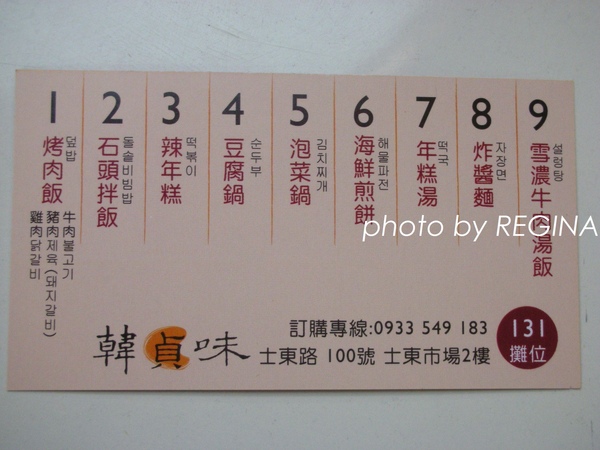 1
烤肉飯
덮밥
牛肉불고기
豬肉제육(돼지갈비)
雞肉닭갈비
2
石頭拌飯
돌솥비빔밥
3
辣年糕
떡볶이
4
豆腐鍋
순두부
5
泡菜鍋
김치찌개
6
海鮮煎餅
해물파전
7
年糕湯
떡국
8
炸醬麵
자장면
9
雪濃牛肉湯飯
설렁탕
photo by REGINA
韓貞味
訂購專線:0933 549 183
士東路 100號 士東市場2樓
131
攤位